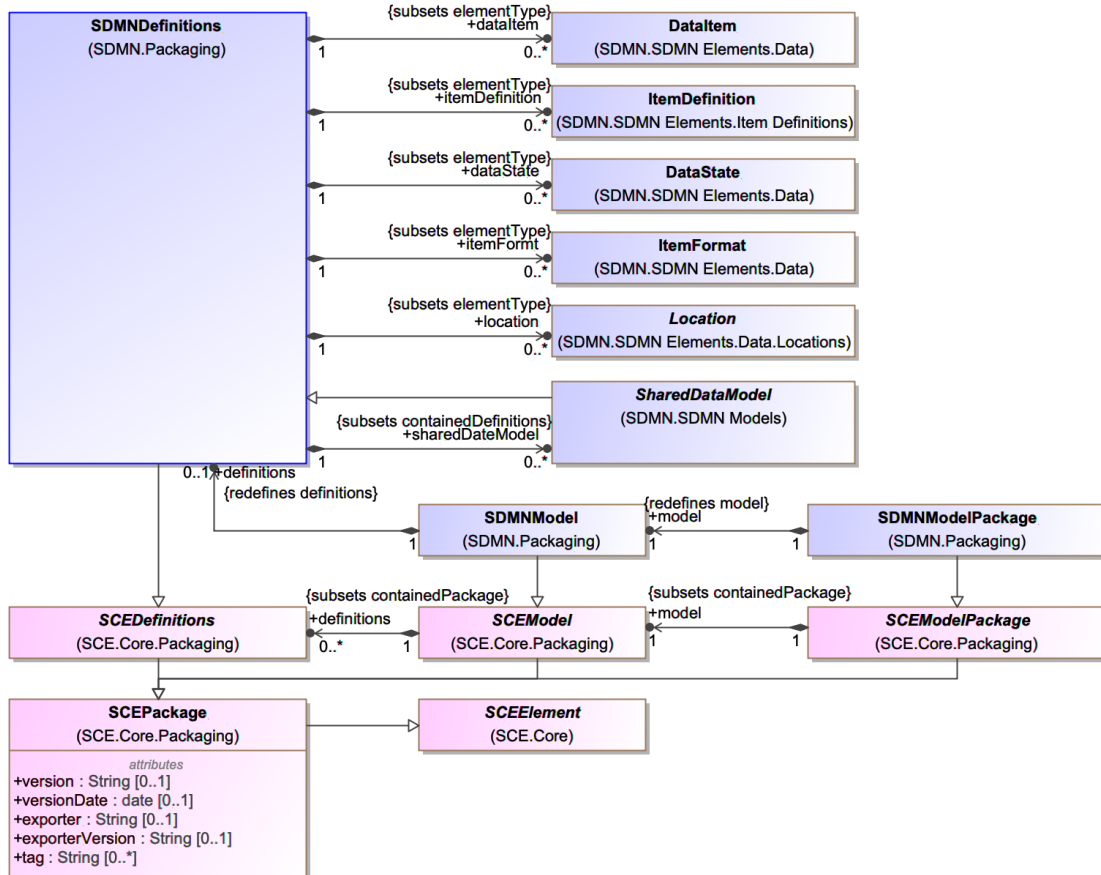 SDMNDefinitions
(SDMN.Packaging)
{subsets elementType}
+dataItem
1
0..*
DataItem
(SDMN.SDMN Elements.Data)
{subsets elementType}
+itemDefinition
1
0..*
ItemDefinition
(SDMN.SDMN Elements.Item Definitions)
{subsets elementType}
+dataState
1
0..*
DataState
(SDMN.SDMN Elements.Data)
{subsets elementType}
+itemFormt
1
0..*
ItemFormat
(SDMN.SDMN Elements.Data)
{subsets elementType}
+location
1
0..*
Location
(SDMN.SDMN Elements.Data.Locations)
SharedDataModel
(SDMN.SDMN Models)
{subsets containedDefinitions}
+sharedDateModel
1
0..*
0..1
+definitions
{redefines definitions}
1
SDMNModel
(SDMN.Packaging)
{redefines model}
+model
1
1
SDMNModelPackage
(SDMN.Packaging)
SCEDefinitions
(SCE.Core.Packaging)
{subsets containedPackage}
+definitions
0..*
1
SCEModel
(SCE.Core.Packaging)
{subsets containedPackage}
+model
1
1
SCEModelPackage
(SCE.Core.Packaging)
SCEPackage
(SCE.Core.Packaging)
attributes
+version : String [0..1]
+versionDate : date [0..1]
+exporter : String [0..1]
+exporterVersion : String [0..1]
+tag : String [0..*]
SCEElement
(SCE.Core)